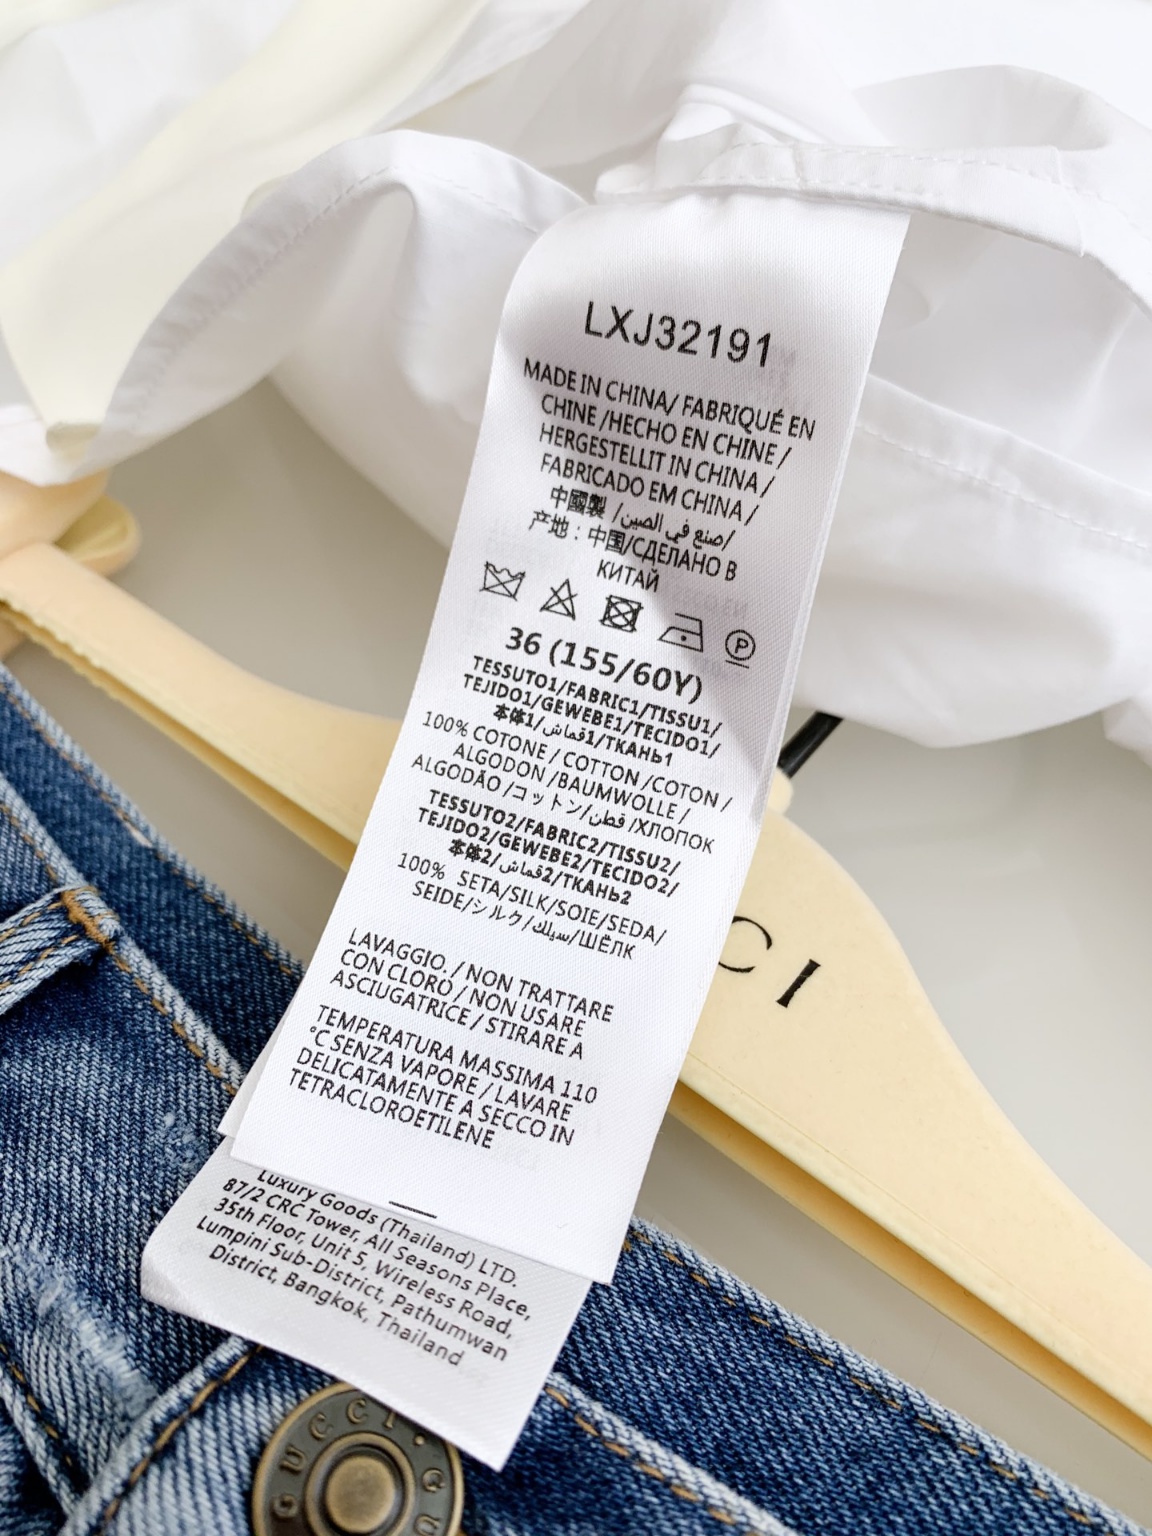 LXJ32191
MADE IN CHINA/ FABRIQUÉ EN
CHINE /HECHO EN CHINE /
HERGESTELLIT IN CHINA /
FABRICADO EM CHINA /
中國製 /صنع في الصين/
产地：中国/СДЕЛАНО В
КИТАЙ
P
36 (155/60Y)
TESSUTO1/FABRIC1/TISSU1/
TEJIDO1/GEWEBE1/TECIDO1/
本体1/قماش1/ТКАНЬ1
100% COTONE / COTTON /COTON /
ALGODON /BAUMWOLLE /
ALGODÃO /コットン/قطن /ХЛОПОК
TESSUTO2/FABRIC2/TISSU2/
TEJIDO2/GEWEBE2/TECIDO2/
本体2/قماش2/ТКАНЬ2
100% SETA/SILK/SOIE/SEDA/
SEIDE/シルク/سيلك/ШЁЛК
LAVAGGIO. / NON TRATTARE
CON CLORO / NON USARE
ASCIUGATRICE / STIRARE A
TEMPERATURA MASSIMA 110
°C SENZA VAPORE / LAVARE
DELICATAMENTE A SECCO IN
TETRACLOROETILENE
Luxury Goods (Thailand) LTD.
87/2 CRC Tower, All Seasons Place,
35th Floor, Unit 5, Wireless Road,
Lumpini Sub-District, Pathumwan
District, Bangkok, Thailand
CI
GUCCI · GU